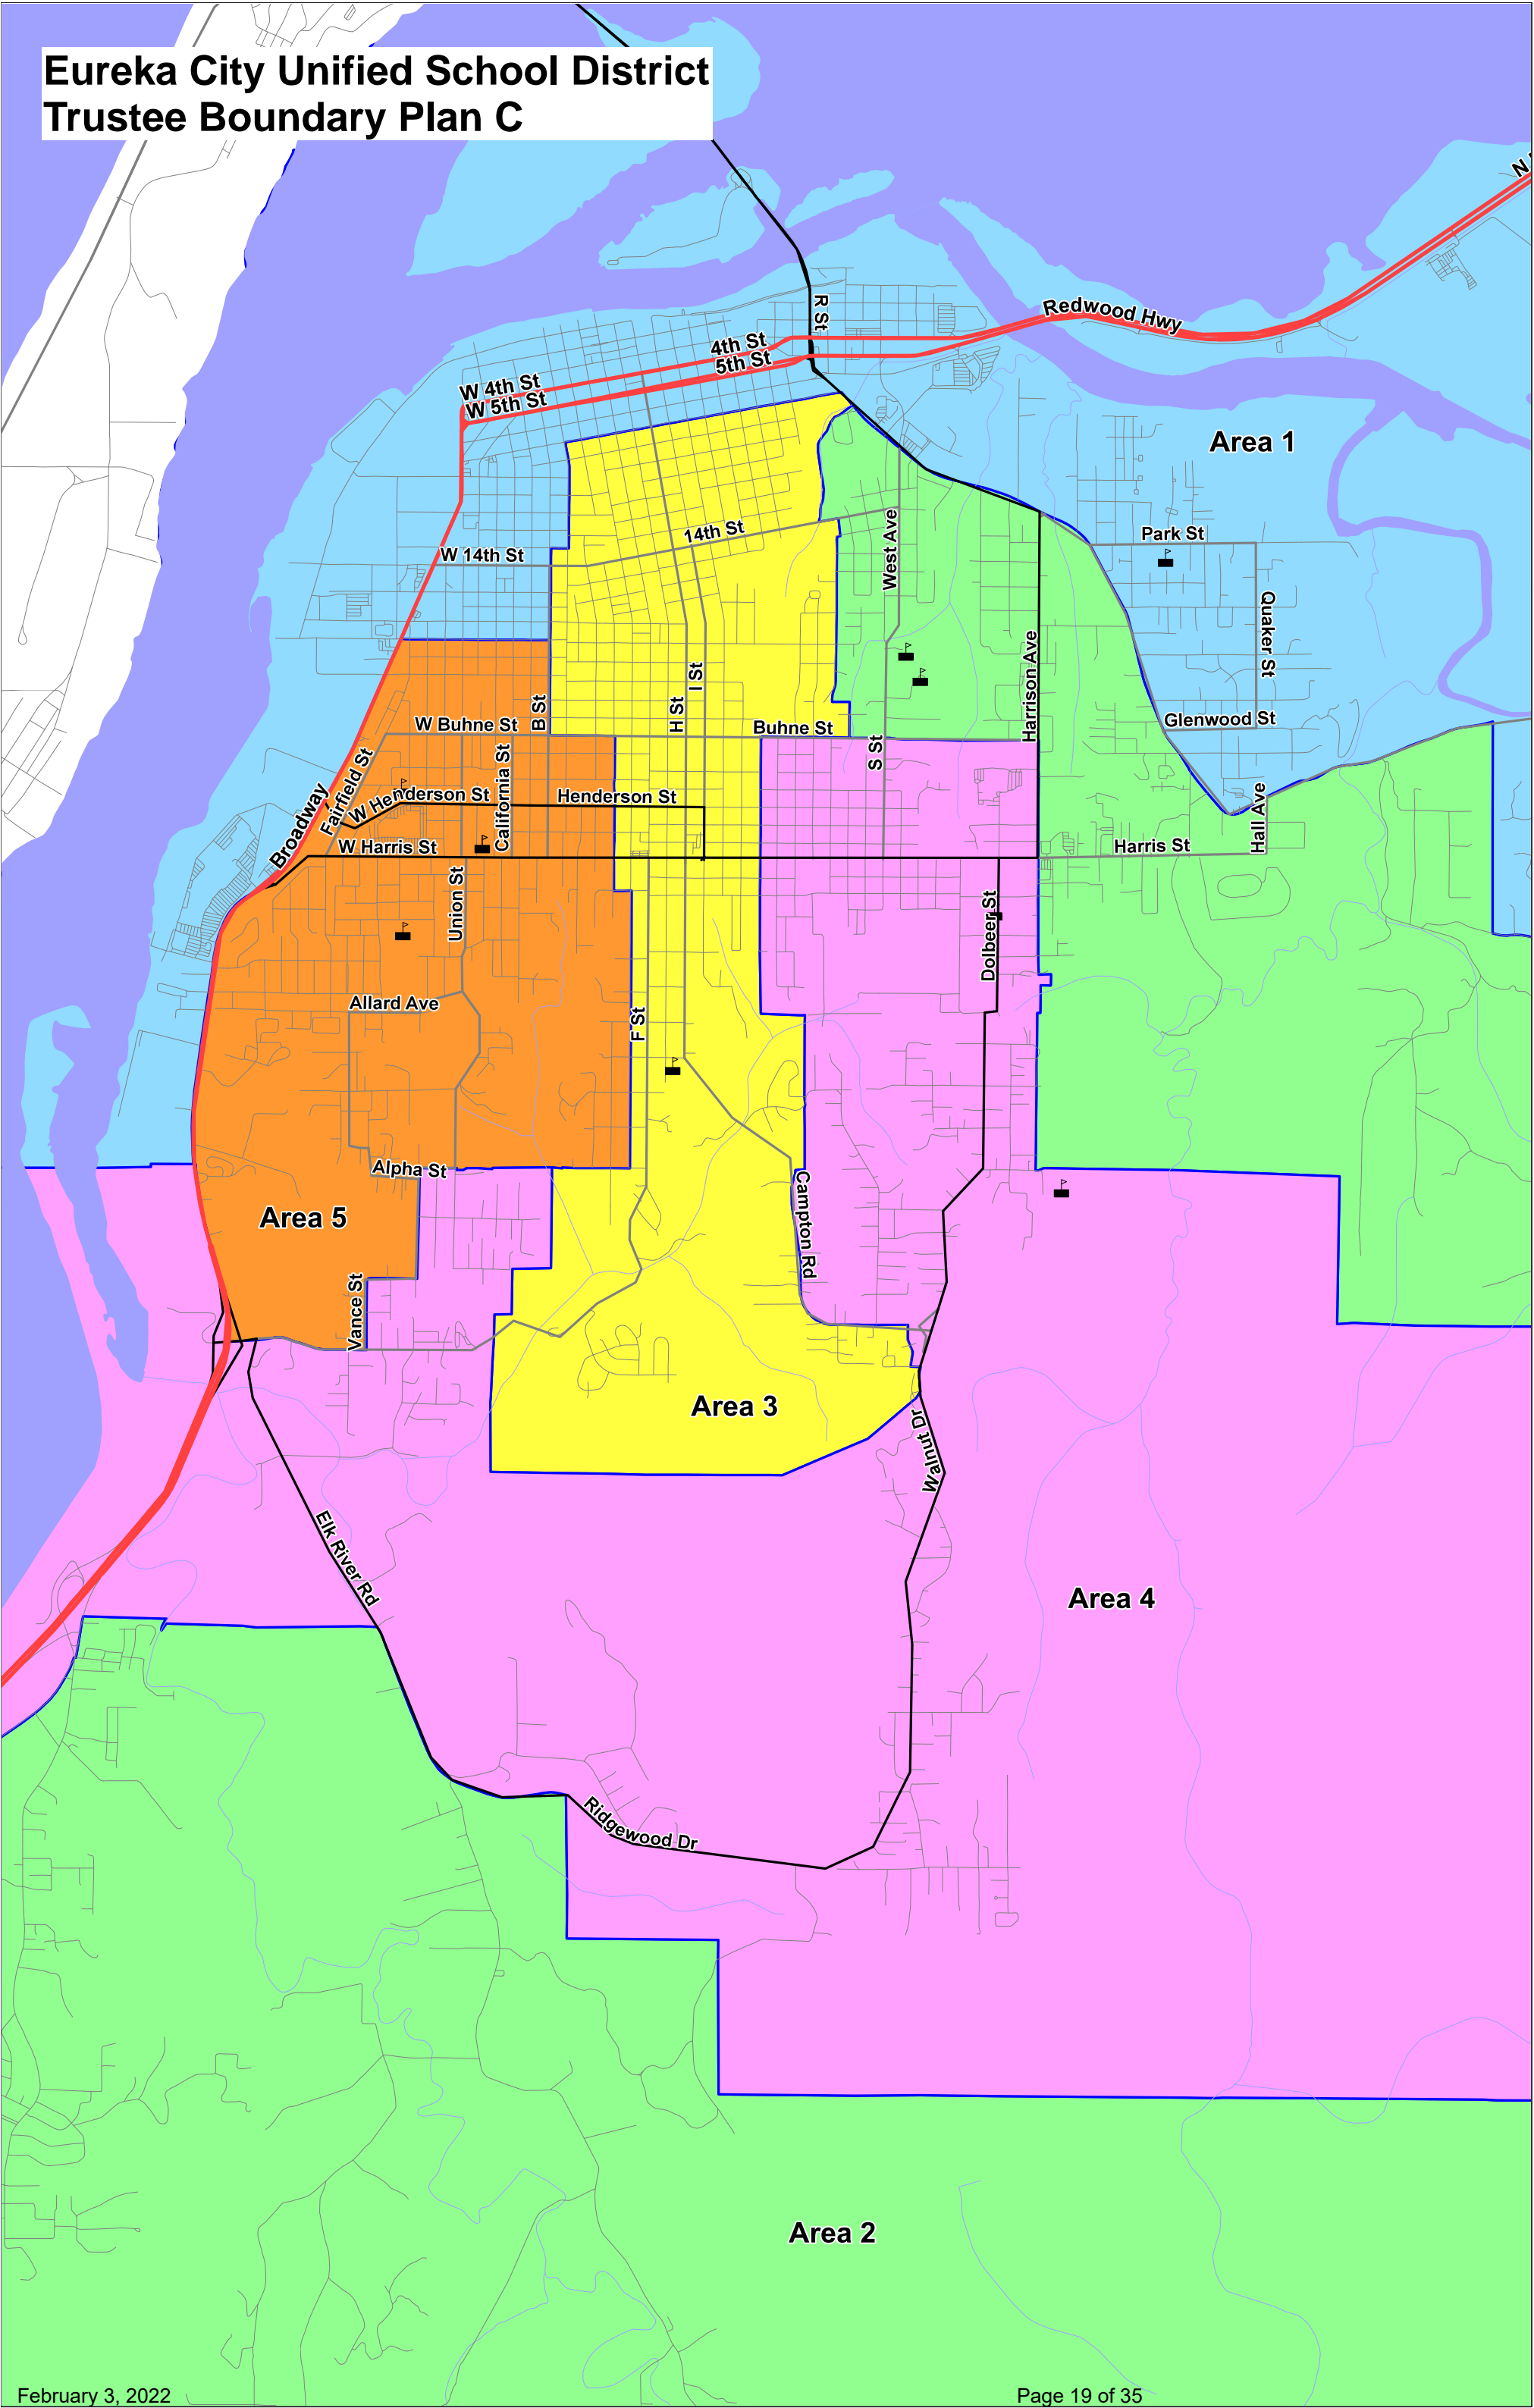 Eureka City Unified School District
Trustee Boundary Plan C
N
R St
Redwood Hwy
4th St
5th St
W 4th St
W 5th St
Area 1
14th St
W 14th St
West Ave
Park St
Quaker St
Harrison Ave
I St
H St
B St
W Buhne St
Buhne St
Glenwood St
S St
Fairfield St
California St
W Henderson St
Henderson St
Broadway
W Harris St
Harris St
Hall Ave
Union St
Dolbeer St
Allard Ave
F St
Alpha St
Campton Rd
Area 5
Vance St
Area 3
Walnut Dr
Elk River Rd
Area 4
Ridgewood Dr
Area 2
February 3, 2022
Page 19 of 35